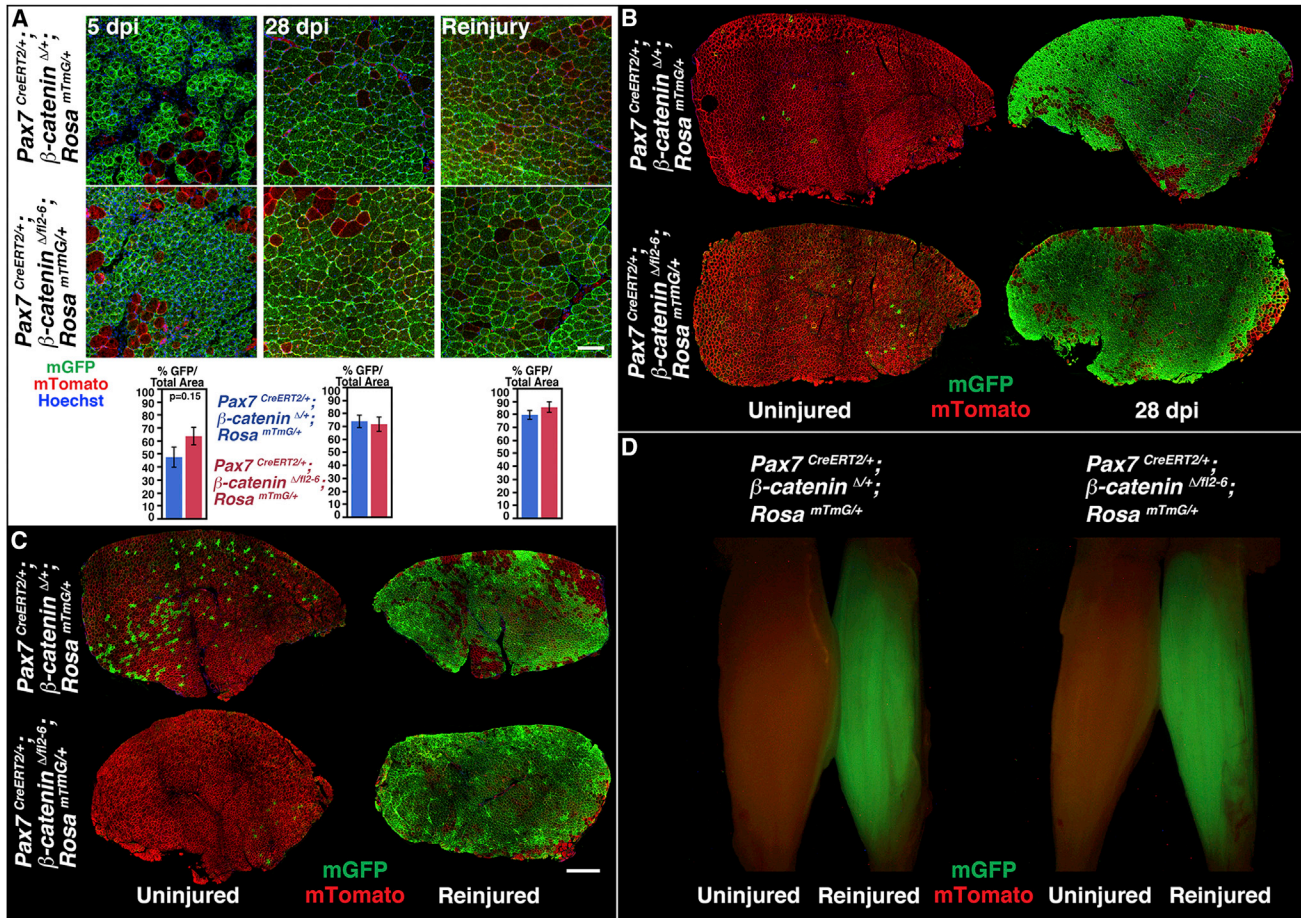 A
5 dpi
28 dpi
Reinjury
Pax7 CreERT2/+;
β-catenin Δ/+;
Rosa mTmG/+
Pax7 CreERT2/+;
β-catenin Δ/fl2-6;
Rosa mTmG/+
mGFP
mTomato
Hoechst
% GFP/
Total Area
p=0.15
100
90
80
70
60
50
40
30
20
10
0
Pax7 CreERT2/+;
β-catenin Δ/+;
Rosa mTmG/+
Pax7 CreERT2/+;
β-catenin Δ/fl2-6;
Rosa mTmG/+
% GFP/
Total Area
100
90
80
70
60
50
40
30
20
10
0
% GFP/
Total Area
100
90
80
70
60
50
40
30
20
10
0
B
Pax7 CreERT2/+;
β-catenin Δ/+;
Rosa mTmG/+
Pax7 CreERT2/+;
β-catenin Δ/fl2-6;
Rosa mTmG/+
mGFP
Uninjured mTomato 28 dpi
C
Pax7 CreERT2/+;
β-catenin Δ/+;
Rosa mTmG/+
Pax7 CreERT2/+;
β-catenin Δ/fl2-6;
Rosa mTmG/+
mGFP
Uninjured mTomato Reinjured
D
Pax7 CreERT2/+;
β-catenin Δ/+;
Rosa mTmG/+
Pax7 CreERT2/+;
β-catenin Δ/fl2-6;
Rosa mTmG/+
mGFP
Uninjured Reinjured mTomato Uninjured Reinjured